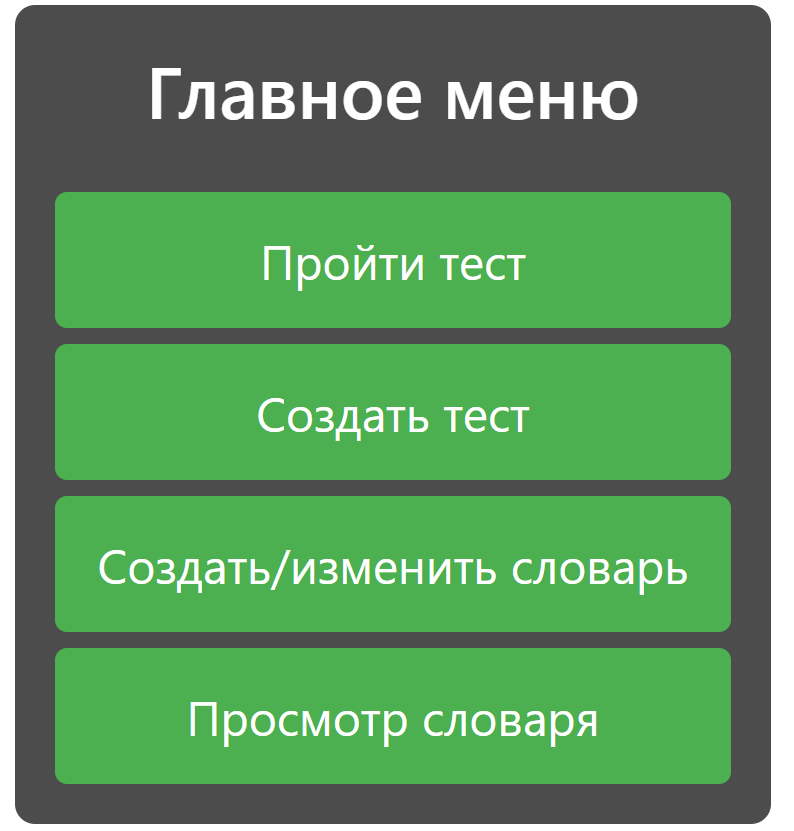 Главное меню
Пройти тест
Создать тест
Создать/изменить словарь
Просмотр словаря